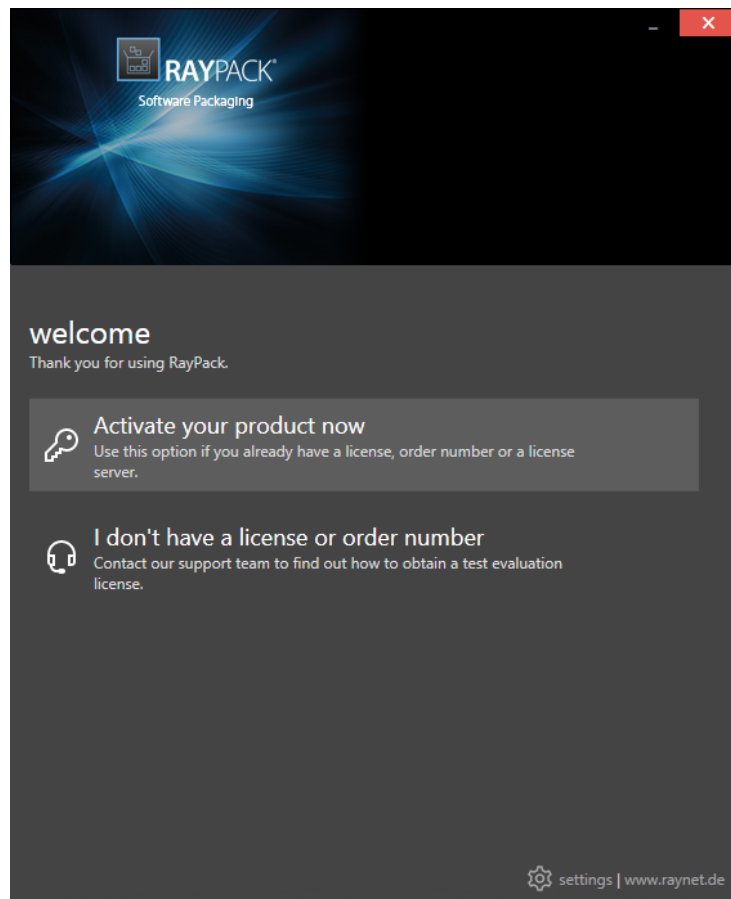 RAYPACK®
Software Packaging
welcome
Thank you for using RayPack.
Activate your product now
Use this option if you already have a license, order number or a license
server.
I don't have a license or order number
Contact our support team to find out how to obtain a test evaluation
license.
settings | www.raynet.de